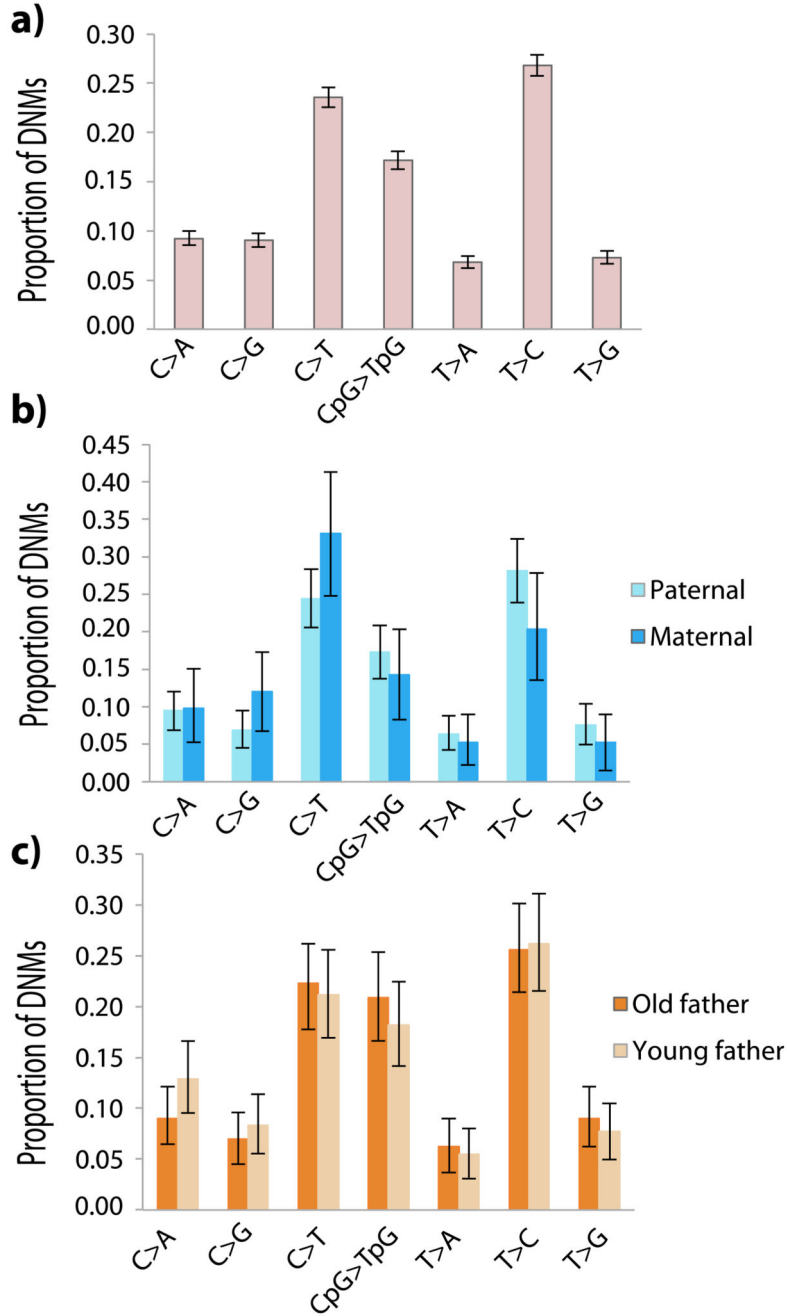 a)
Proportion of DNMs
0.30
0.25
0.20
0.15
0.10
0.05
0.00
C>A
C>G
C>T
CpG>TpG
T>A
T>C
T>G
b)
Proportion of DNMs
0.45
0.40
0.35
0.30
0.25
0.20
0.15
0.10
0.05
0.00
C>A
C>G
C>T
CpG>TpG
T>A
T>C
T>G
Paternal
Maternal
c)
Proportion of DNMs
0.35
0.30
0.25
0.20
0.15
0.10
0.05
0.00
C>A
C>G
C>T
CpG>TpG
T>A
T>C
T>G
Old father
Young father